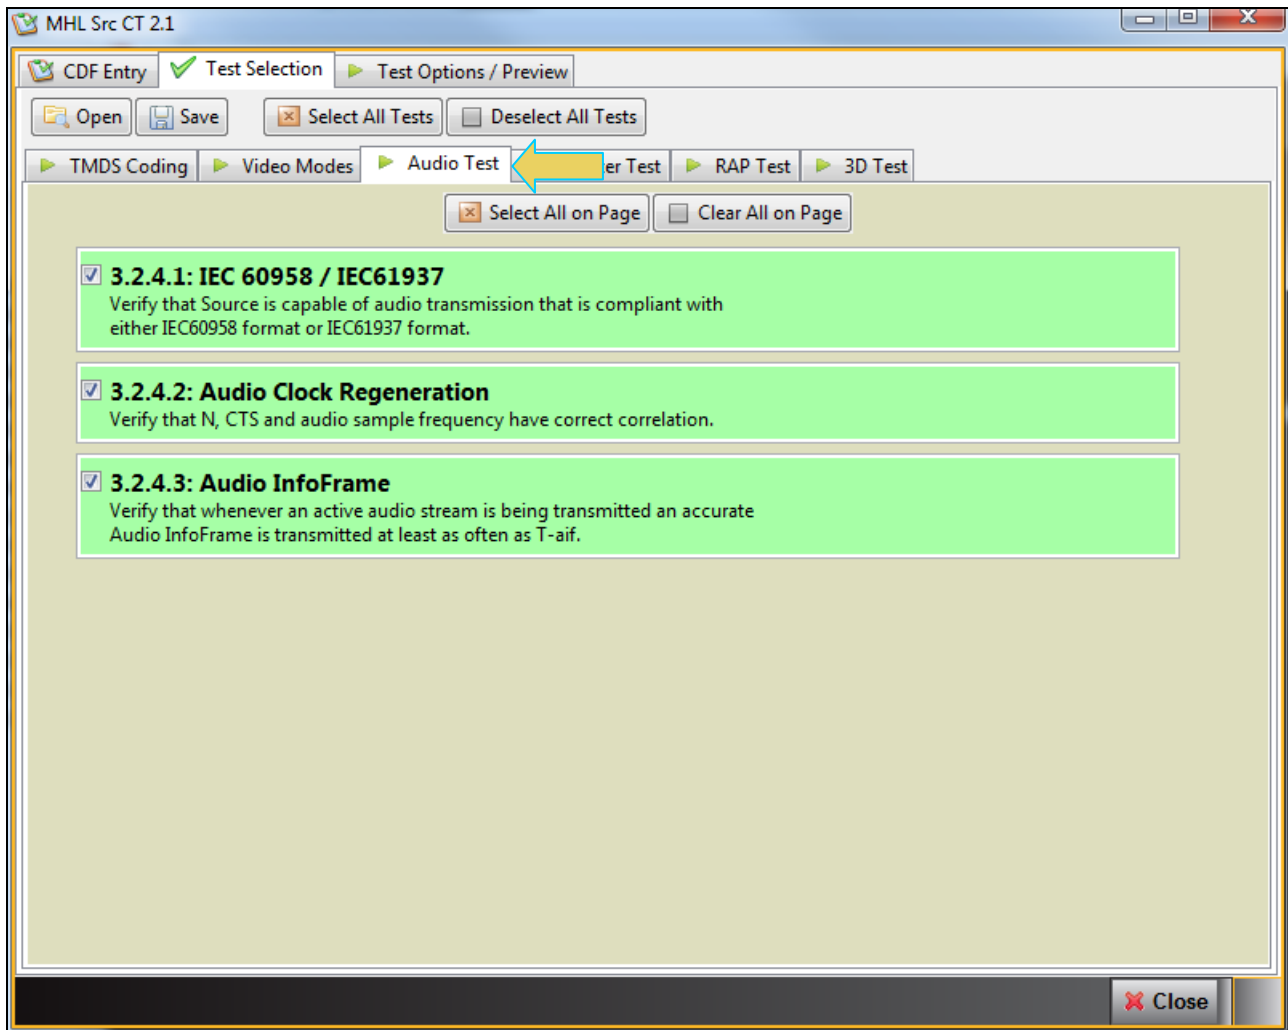 MHL Src CT 2.1
CDF Entry Test Selection Test Options / Preview
Open Save Select All Tests Deselect All Tests
TMDS Coding Video Modes Audio Test Test RAP Test 3D Test
Select All on Page Clear All on Page
3.2.4.1: IEC 60958 / IEC61937
Verify that Source is capable of audio transmission that is compliant with
either IEC60958 format or IEC61937 format.
3.2.4.2: Audio Clock Regeneration
Verify that N, CTS and audio sample frequency have correct correlation.
3.2.4.3: Audio InfoFrame
Verify that whenever an active audio stream is being transmitted an accurate
Audio InfoFrame is transmitted at least as often as T-aif.
Close